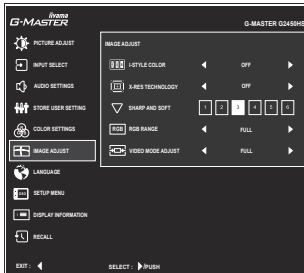 iiyama
G-MASTER
G-MASTER G2450HS
PICTURE ADJUST
INPUT SELECT
AUDIO SETTINGS
STORE USER SETTING
COLOR SETTINGS
IMAGE ADJUST
LANGUAGE
SETUP MENU
DISPLAY INFORMATION
RECALL
IMAGE ADJUST
I-STYLE COLOR OFF
X-RES TECHNOLOGY OFF
SHARP AND SOFT 1 2 3 4 5 6
RGB RGB RANGE FULL
VIDEO MODE ADJUST FULL
EXIT : SELECT : /PUSH